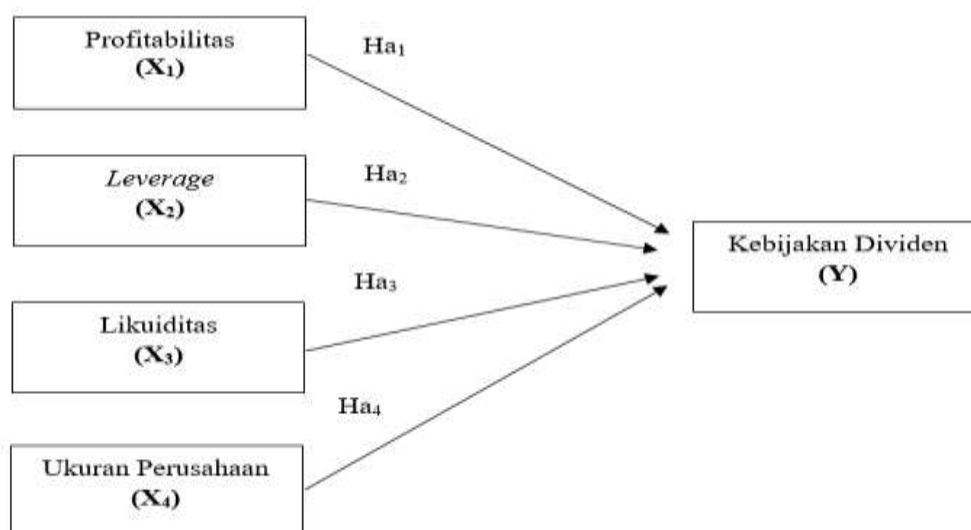 Profitabilitas
(X₁)
Ha₁
Leverage
(X₂)
Ha₂
Kebijakan Dividen
(Y)
Likuiditas
(X₃)
Ha₃
Ukuran Perusahaan
(X₄)
Ha₄